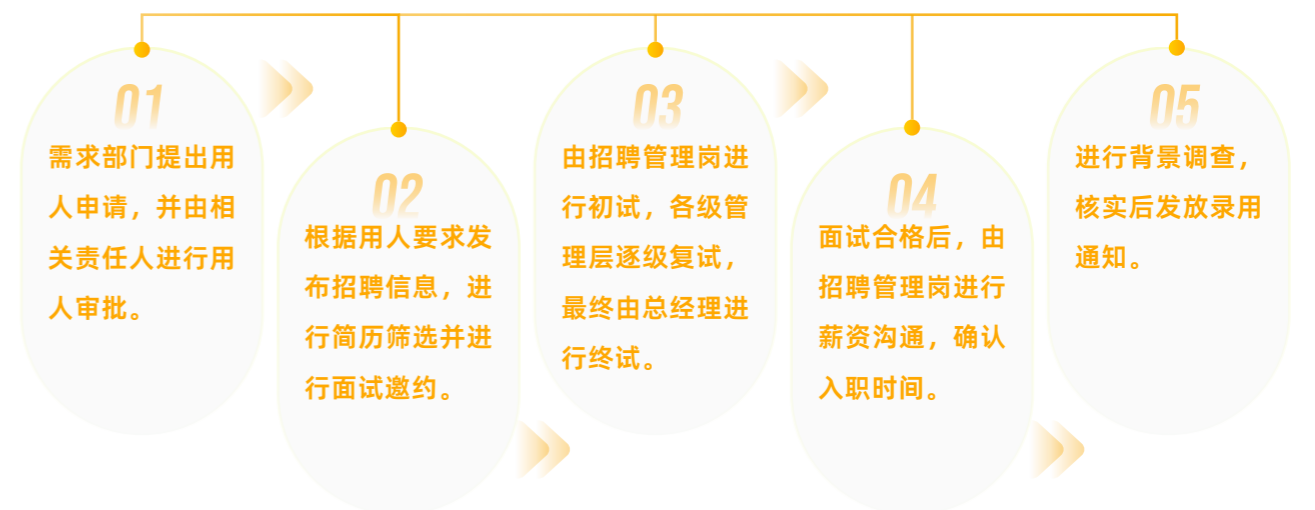 01
需求部门提出用
人申请，并由相
关责任人进行用
人审批。
02
根据用人要求发
布招聘信息，进
行简历筛选并进
行面试邀约。
03
由招聘管理岗进
行初试，各级管
理层逐级复试，
最终由总经理进
行终试。
04
面试合格后，由
招聘管理岗进行
薪资沟通，确认
入职时间。
05
进行背景调查，
核实后发放录用
通知。